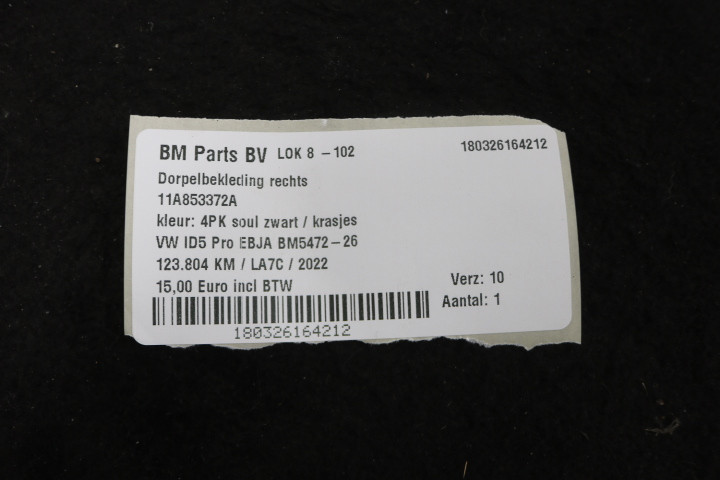 BM Parts BV LOK 8 - 102 180326164212
Dorpelbekleding rechts
11A853372A
kleur: 4PK soul zwart / krasjes
VW ID5 Pro EBJA BM5472-26
123.804 KM / LA7C / 2022
15,00 Euro incl BTW
Verz: 10
Aantal: 1
180326164212